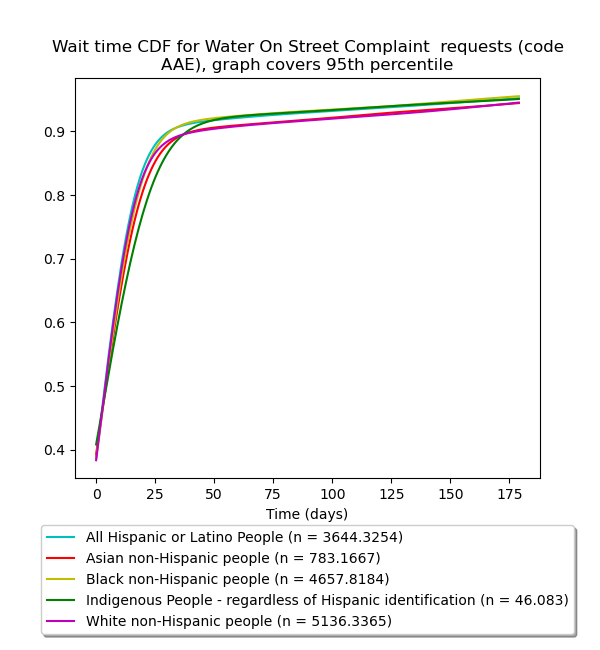 Wait time CDF for Water On Street Complaint  requests (code
AAE), graph covers 95th percentile
0.9
0.8
0.7
0.6
0.5
0.4
0 25 50 75 100 125 150 175
Time (days)
All Hispanic or Latino People (n = 3644.3254)
Asian non-Hispanic people (n = 783.1667)
Black non-Hispanic people (n = 4657.8184)
Indigenous People - regardless of Hispanic identification (n = 46.083)
White non-Hispanic people (n = 5136.3365)